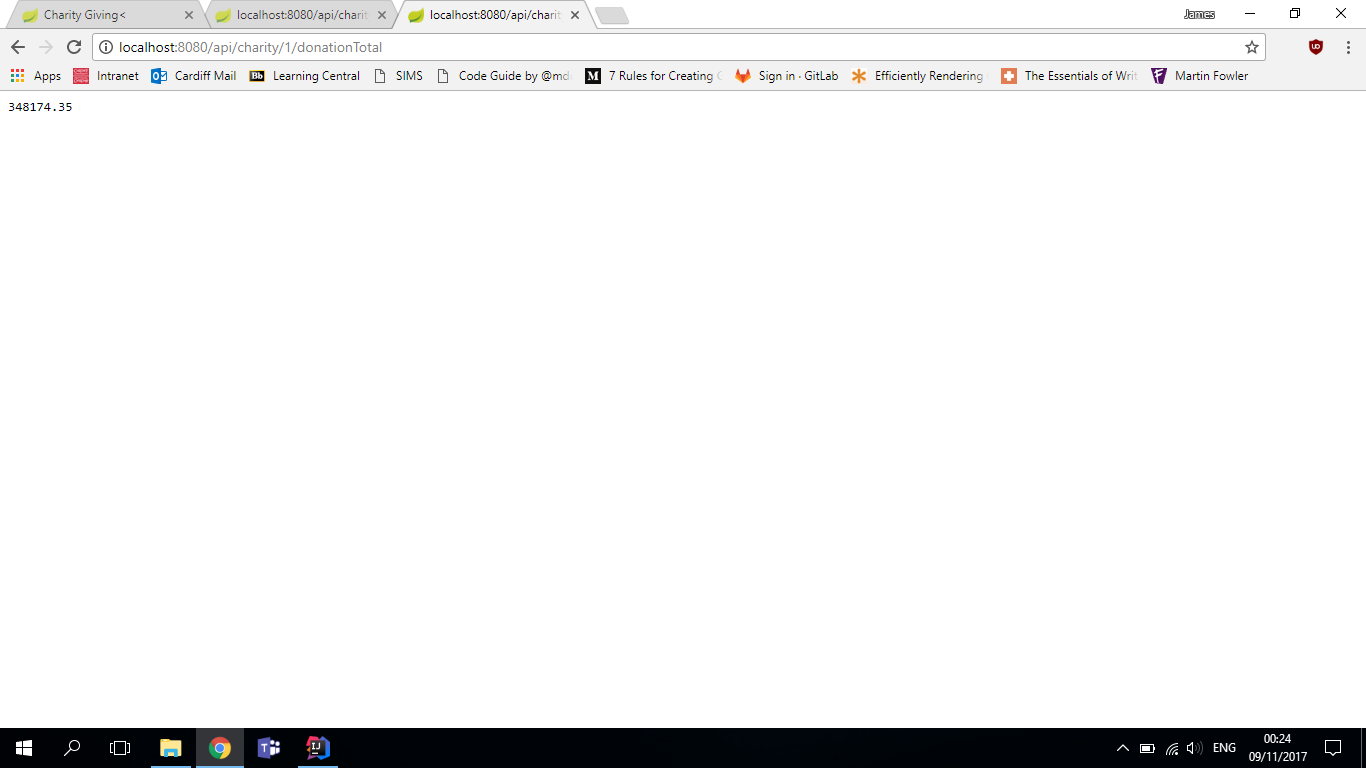 Charity Giving< localhost:8080/api/charit localhost:8080/api/charit James
localhost:8080/api/charity/1/donationTotal
Apps Intranet Cardiff Mail Bb Learning Central SIMS Code Guide by @md M 7 Rules for Creating Sign in · GitLab Efficiently Rendering The Essentials of Writ Martin Fowler
348174.35
ENG 00:24
09/11/2017